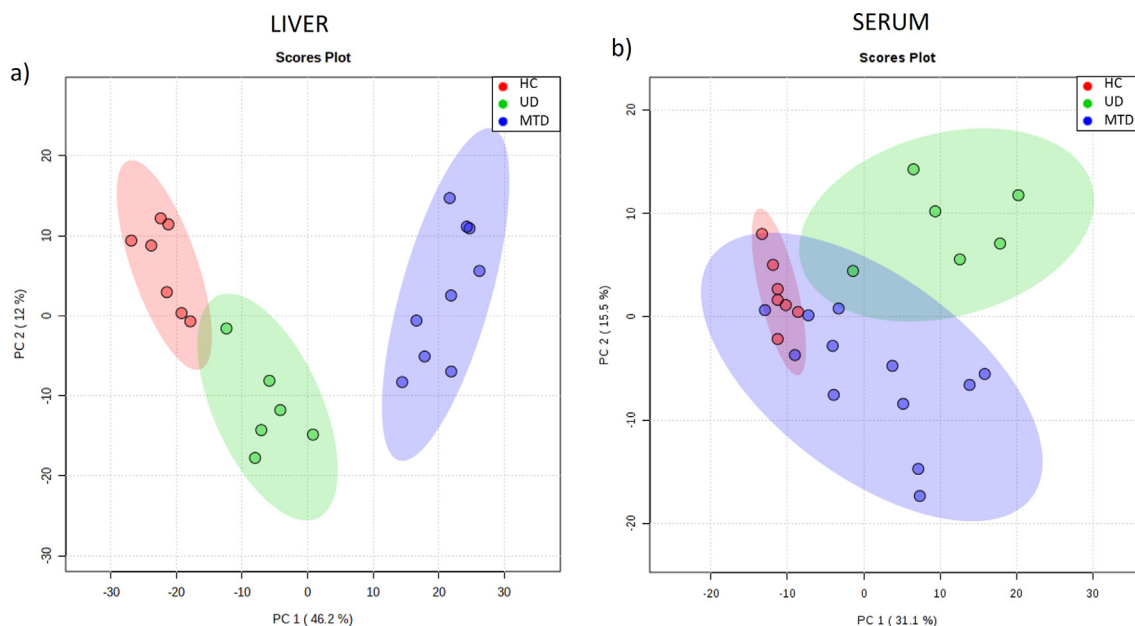 LIVER
SERUM
a)
Scores Plot
HC
UD
MTD
20
10
0
-10
-20
-30
PC 2 ( 12 %)
-30
-20
-10
0
10
20
30
PC 1 ( 46.2 %)
b)
Scores Plot
HC
UD
MTD
20
10
0
-10
-20
PC 2 ( 15.5 %)
-20
-10
0
10
20
30
PC 1 ( 31.1 %)